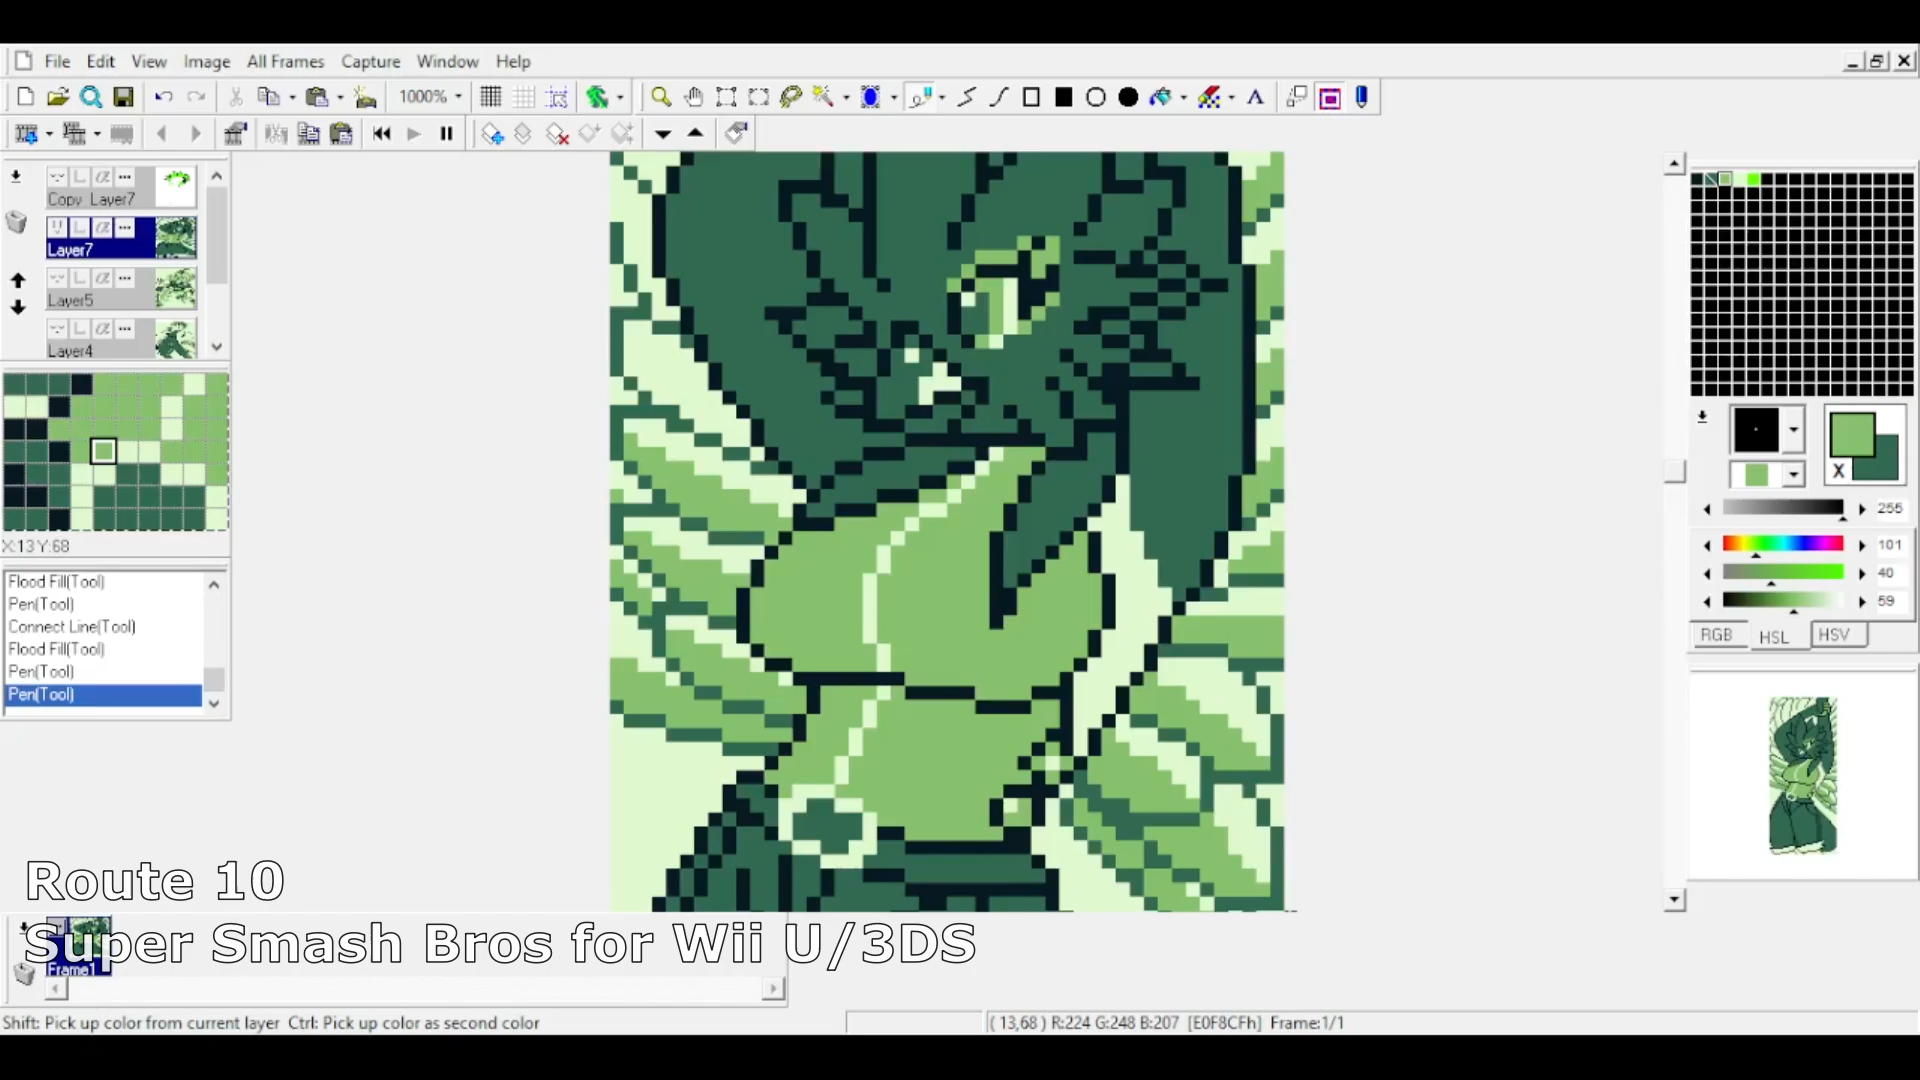 File Edit View Image All Frames Capture Window Help
1000%
Copy Layer7
Layer7
Layer5
Layer4
X:13 Y:68
Flood Fill(Tool)
Pen(Tool)
Connect Line(Tool)
Flood Fill(Tool)
Pen(Tool)
Pen(Tool)
X
255
101
40
59
RGB HSL HSV
Route 10
Super Smash Bros for Wii U/3DS
Frame1
Shift: Pick up color from current layer Ctrl: Pick up color as second color
( 13,68 ) R:224 G:248 B:207 [E0F8CFh] Frame:1/1